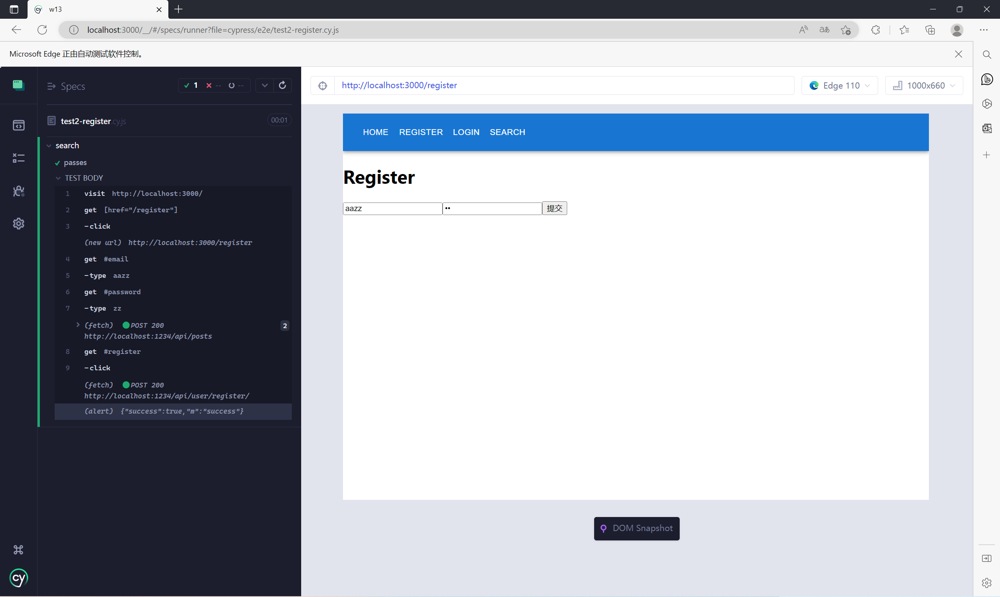 w13
localhost:3000/__/#/specs/runner?file=cypress/e2e/test2-register.cy.js
Microsoft Edge 正由自动测试软件控制。
Specs
1 -- --
test2-register.cy.js
00:01
search
passes
TEST BODY
1 visit http://localhost:3000/
2 get [href="/register"]
3 -click
(new url) http://localhost:3000/register
4 get #email
5 -type aazz
6 get #password
7 -type zz
(fetch) POST 200
http://localhost:1234/api/posts
2
8 get #register
9 -click
(fetch) POST 200
http://localhost:1234/api/user/register/
(alert) {"success":true,"m":"success"}
cy
http://localhost:3000/register
Edge 110
1000x660
HOME REGISTER LOGIN SEARCH
Register
aazz •• 提交
DOM Snapshot